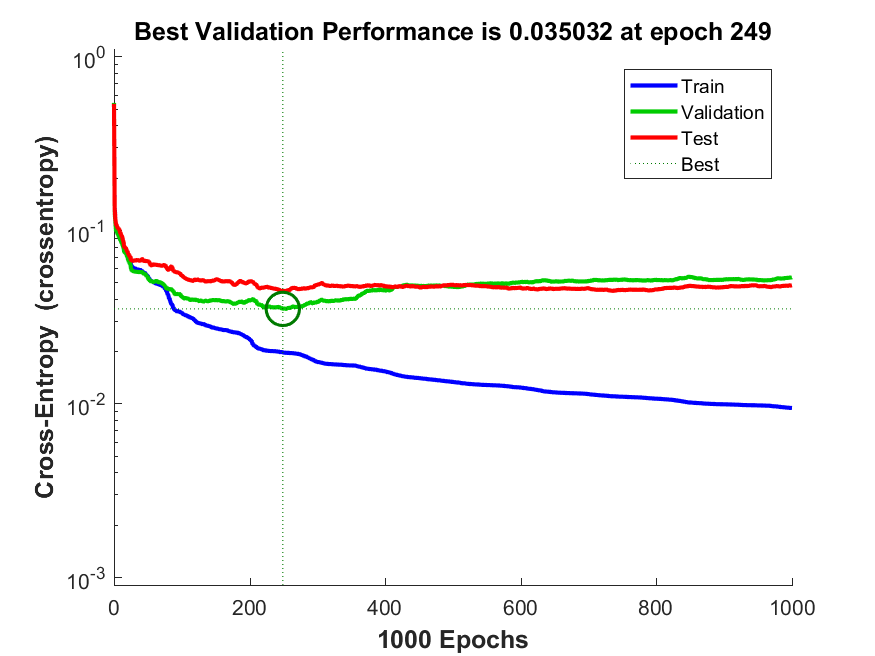 Best Validation Performance is 0.035032 at epoch 249
Train
Validation
Test
Best
Cross-Entropy (crossentropy)
10^0
10^-1
10^-2
10^-3
0 200 400 600 800 1000
1000 Epochs